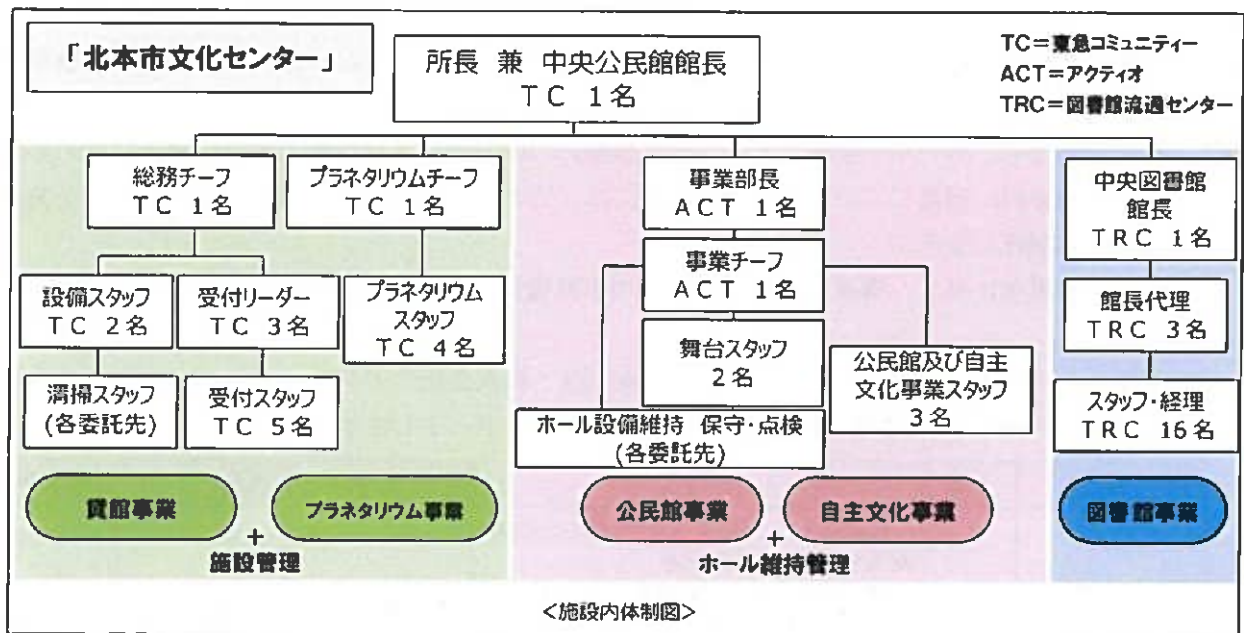 「北本市文化センター」
所長 兼 中央公民館館長
TC 1名
TC=東急コミュニティー
ACT=アクティオ
TRC=図書館流通センター
総務チーフ
TC 1名
プラネタリウムチーフ
TC 1名
事業部長
ACT 1名
中央図書館
館長
TRC 1名
設備スタッフ
TC 2名
受付リーダー
TC 3名
プラネタリウム
スタッフ
TC 4名
事業チーフ
ACT 1名
館長代理
TRC 3名
清掃スタッフ
(各委託先)
受付スタッフ
TC 5名
舞台スタッフ
2名
公民館及び自主
文化事業スタッフ
3名
ホール設備維持 保守・点検
(各委託先)
スタッフ・経理
TRC 16名
貸館事業
プラネタリウム事業
公民館事業
自主文化事業
図書館事業
+
施設管理
+
ホール維持管理
<施設内体制図>